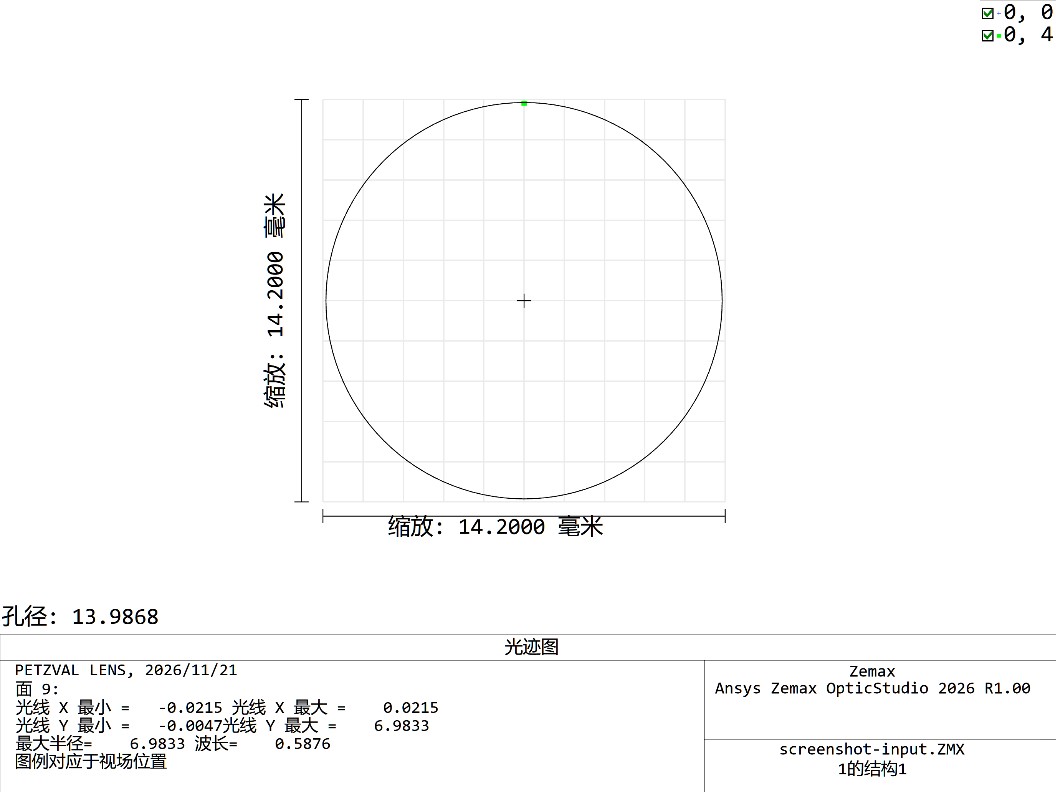 0, 0
0, 4
缩放: 14.2000 毫米
缩放: 14.2000 毫米
孔径: 13.9868
光迹图
PETZVAL LENS, 2026/11/21
面 9:
光线 X 最小 = -0.0215 光线 X 最大 = 0.0215
光线 Y 最小 = -0.0047光线 Y 最大 = 6.9833
最大半径= 6.9833 波长= 0.5876
图例对应于视场位置
Zemax
Ansys Zemax OpticStudio 2026 R1.00
screenshot-input.ZMX
1的结构1